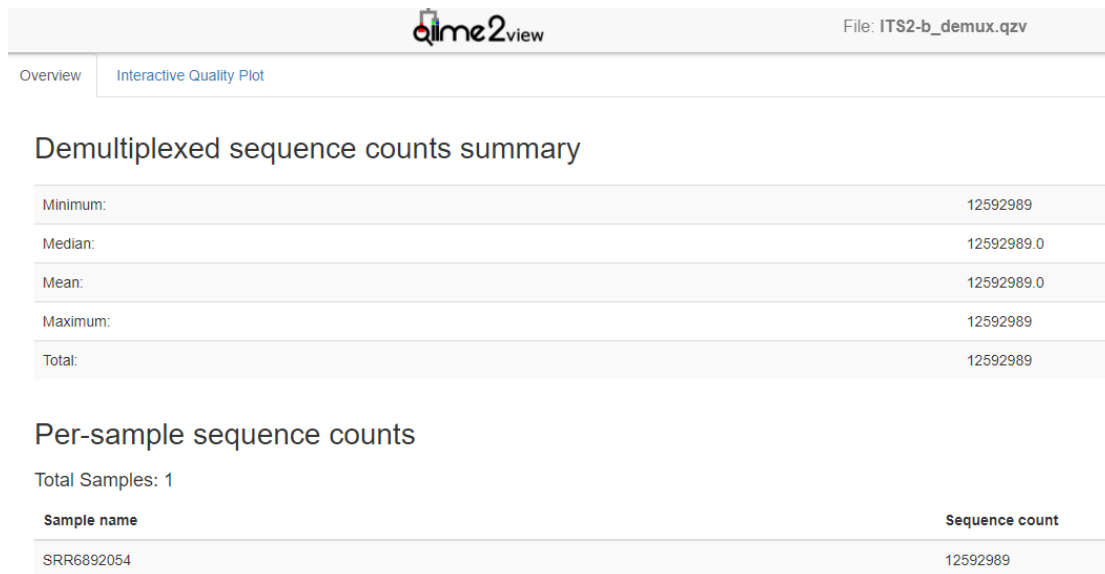 qiime2view File: ITS2-b_demux.qzv
Overview Interactive Quality Plot
Demultiplexed sequence counts summary
Minimum: 12592989
Median: 12592989.0
Mean: 12592989.0
Maximum: 12592989
Total: 12592989
Per-sample sequence counts
Total Samples: 1
Sample name Sequence count
SRR6892054 12592989